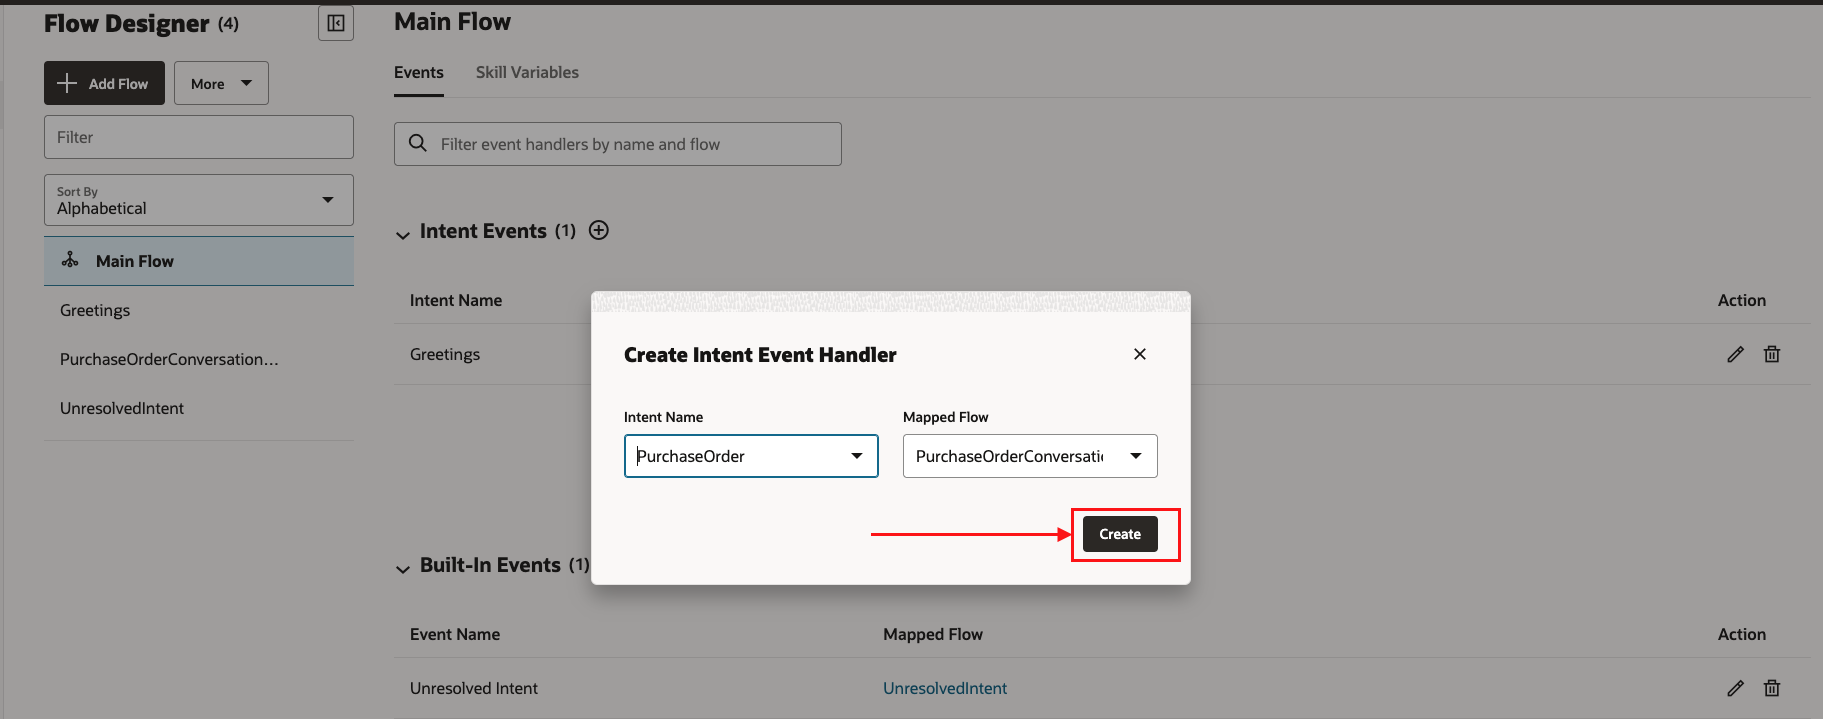 Flow Designer (4)
Add Flow
More
Filter
Sort By
Alphabetical
Main Flow
Greetings
PurchaseOrderConversation...
UnresolvedIntent
Main Flow
Events
Skill Variables
Filter event handlers by name and flow
Intent Events (1)
Intent Name
Action
Greetings
Create Intent Event Handler
Intent Name
Mapped Flow
PurchaseOrder
PurchaseOrderConversati
Create
Built-In Events (1)
Event Name
Mapped Flow
Action
Unresolved Intent
UnresolvedIntent